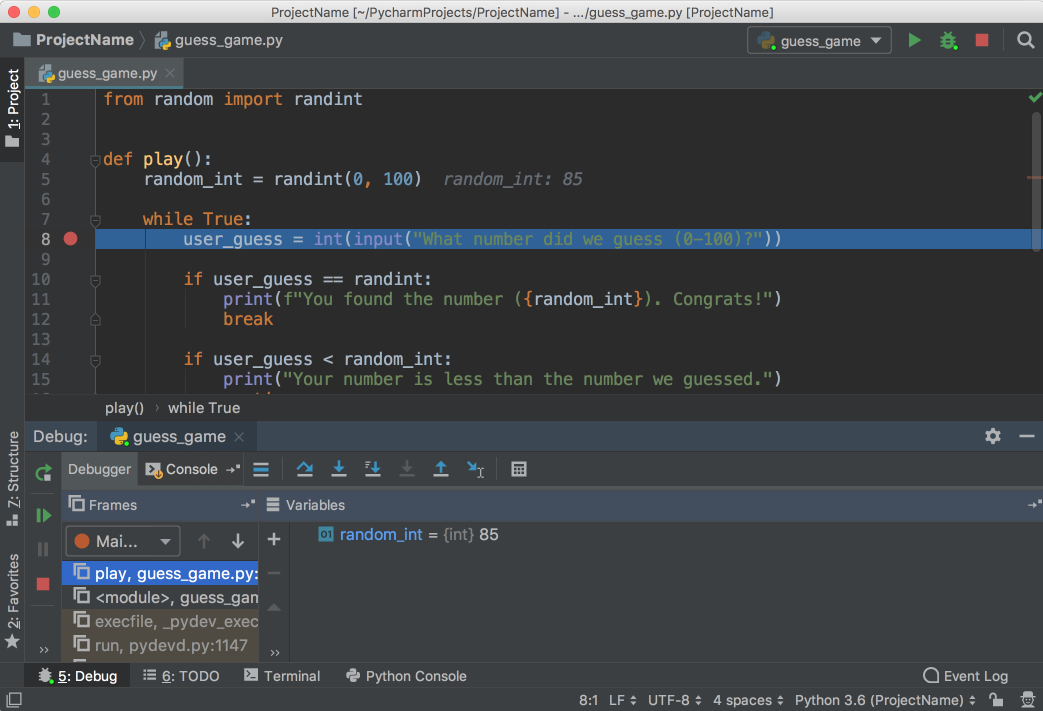 ProjectName [~/PycharmProjects/ProjectName] - .../guess_game.py [ProjectName]
ProjectName guess_game.py
guess_game
guess_game.py
1: Project
1 from random import randint
2
3
4 def play():
5 random_int = randint(0, 100) random_int: 85
6
7 while True:
8 user_guess = int(input("What number did we guess (0-100)?"))
9
10 if user_guess == randint:
11 print(f"You found the number ({random_int}). Congrats!")
12 break
13
14 if user_guess < random_int:
15 print("Your number is less than the number we guessed.")
play() › while True
Z: Structure
2: Favorites
Debug: guess_game
Debugger Console
Frames Variables
Mai...
01 random_int = {int} 85
play, guess_game.py:
<module>, guess_gam
execfile, _pydev_exec
run, pydevd.py:1147
5: Debug 6: TODO Terminal Python Console Event Log
8:1 LF UTF-8 4 spaces Python 3.6 (ProjectName)